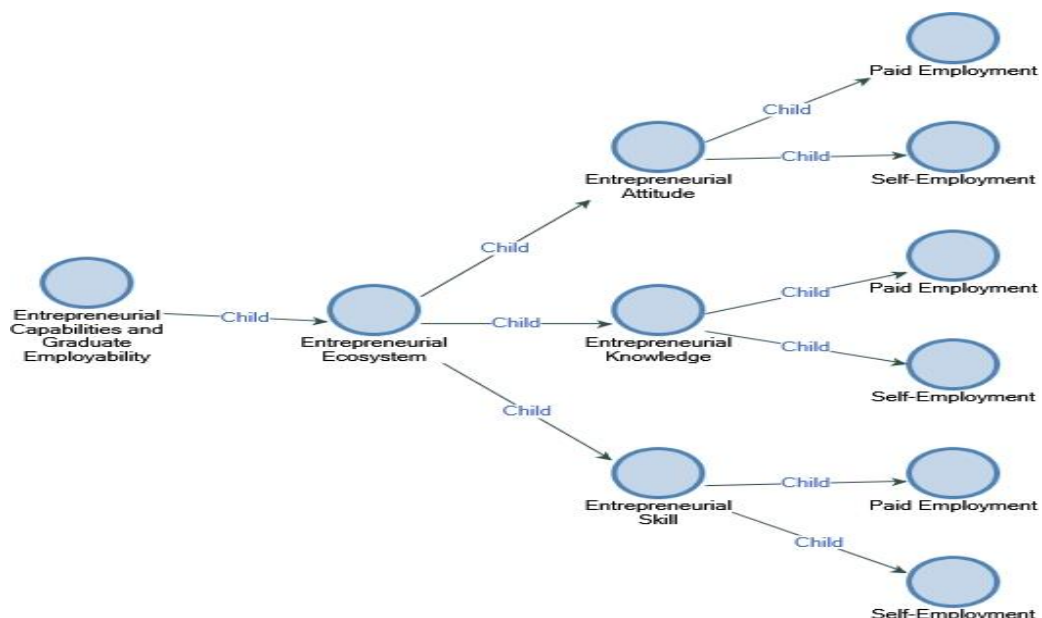 Paid Employment
Child
Child
Entrepreneurial
Attitude
Self-Employment
Child
Child
Paid Employment
Entrepreneurial
Capabilities and
Graduate
Employability
Child
Entrepreneurial
Ecosystem
Child
Entrepreneurial
Knowledge
Child
Self-Employment
Child
Entrepreneurial
Skill
Child
Paid Employment
Child
Self-Employment